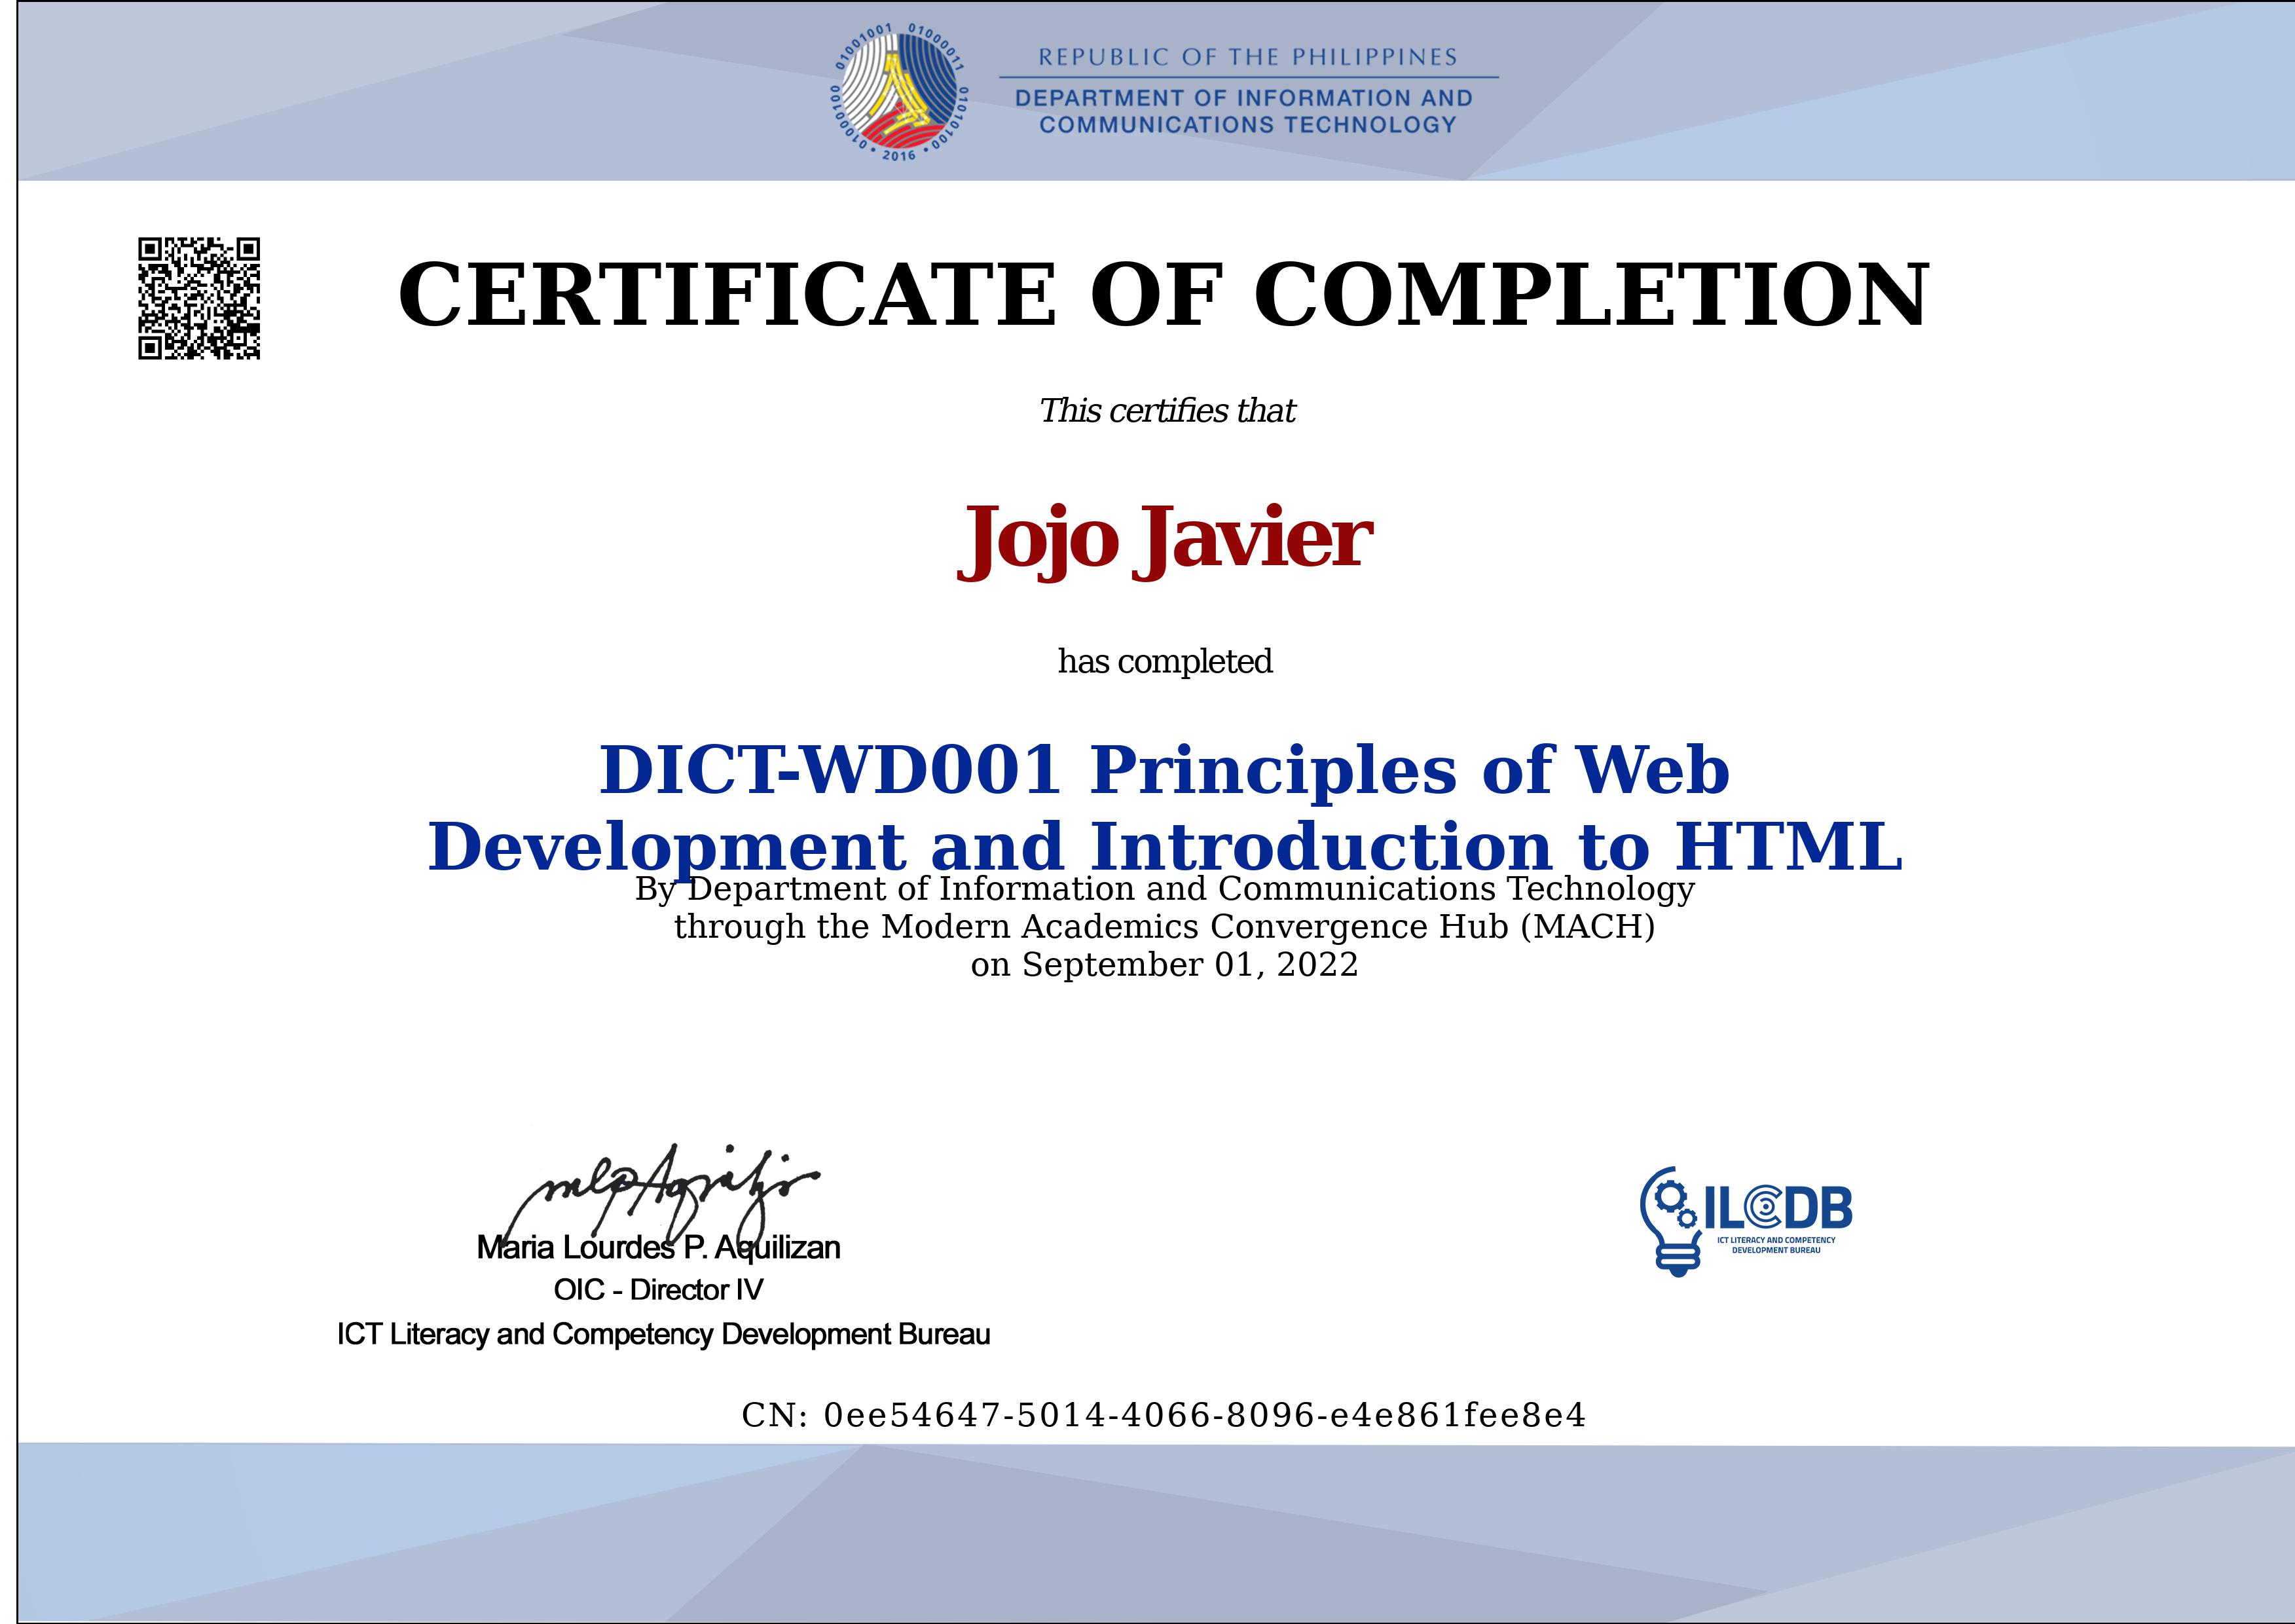 01001001 01000011 01010100 • 2016 • 01000100
REPUBLIC OF THE PHILIPPINES
DEPARTMENT OF INFORMATION AND
COMMUNICATIONS TECHNOLOGY
CERTIFICATE OF COMPLETION
This certifies that
Jojo Javier
has completed
DICT-WD001 Principles of Web
Development and Introduction to HTML
By Department of Information and Communications Technology
through the Modern Academics Convergence Hub (MACH)
on September 01, 2022
Maria Lourdes P. Aquilizan
OIC - Director IV
ICT Literacy and Competency Development Bureau
ILCDB
ICT LITERACY AND COMPETENCY
DEVELOPMENT BUREAU
CN: 0ee54647-5014-4066-8096-e4e861fee8e4